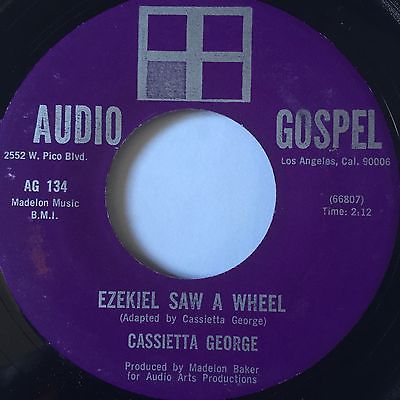 AUDIO GOSPEL
2552 W. Pico Blvd.
Los Angeles, Cal. 90006
AG 134
Madelon Music
B.M.I.
(66807)
Time: 2:12
EZEKIEL SAW A WHEEL
(Adapted by Cassietta George)
CASSIETTA GEORGE
Produced by Madelon Baker
for Audio Arts Productions